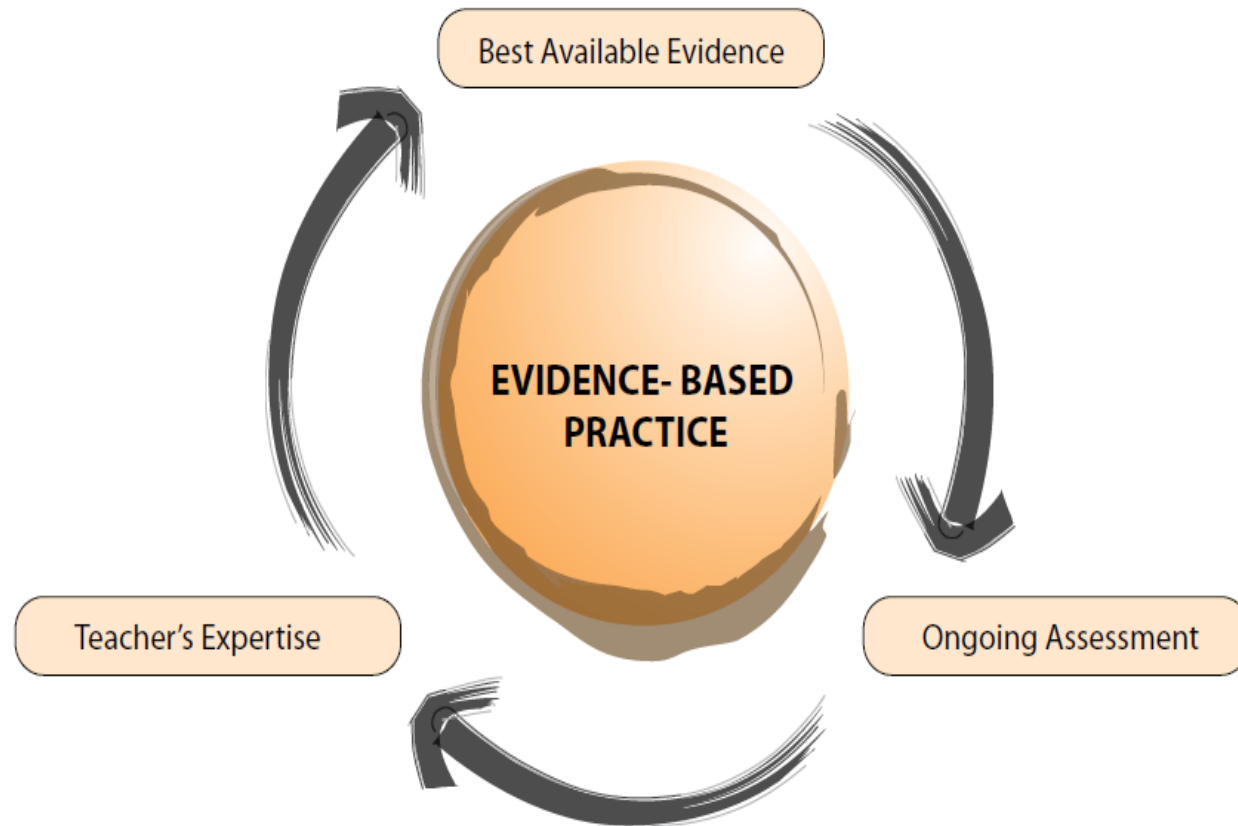 Best Available Evidence
EVIDENCE- BASED
PRACTICE
Teacher’s Expertise
Ongoing Assessment